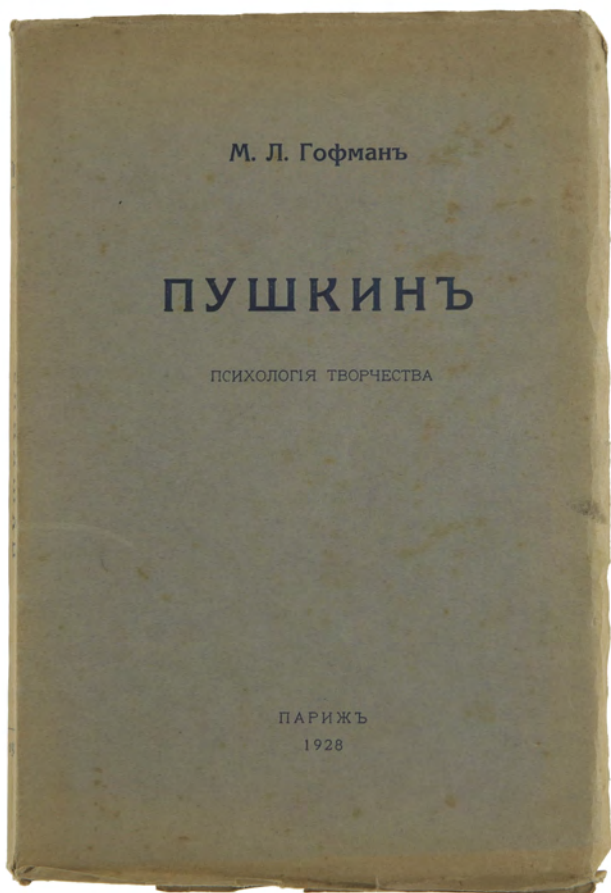 М. Л. Гофманъ
ПУШКИНЪ
ПСИХОЛОГІЯ ТВОРЧЕСТВА
ПАРИЖЪ
1928